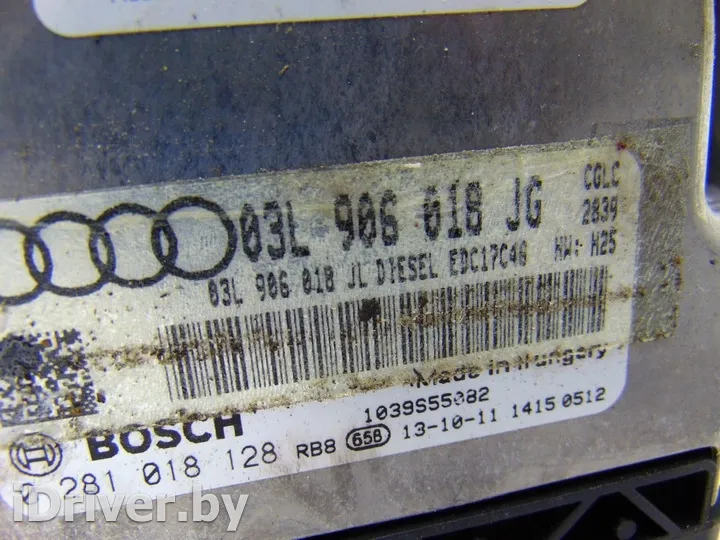 03L 906 018 JG
CGLC
2839
03L 906 018 JL DIESEL EDC17C46
HW: H25
Made in Hungary
1039S55082
BOSCH
0 281 018 128 RB8 658 13-10-11 1415 0512
iDriver.by